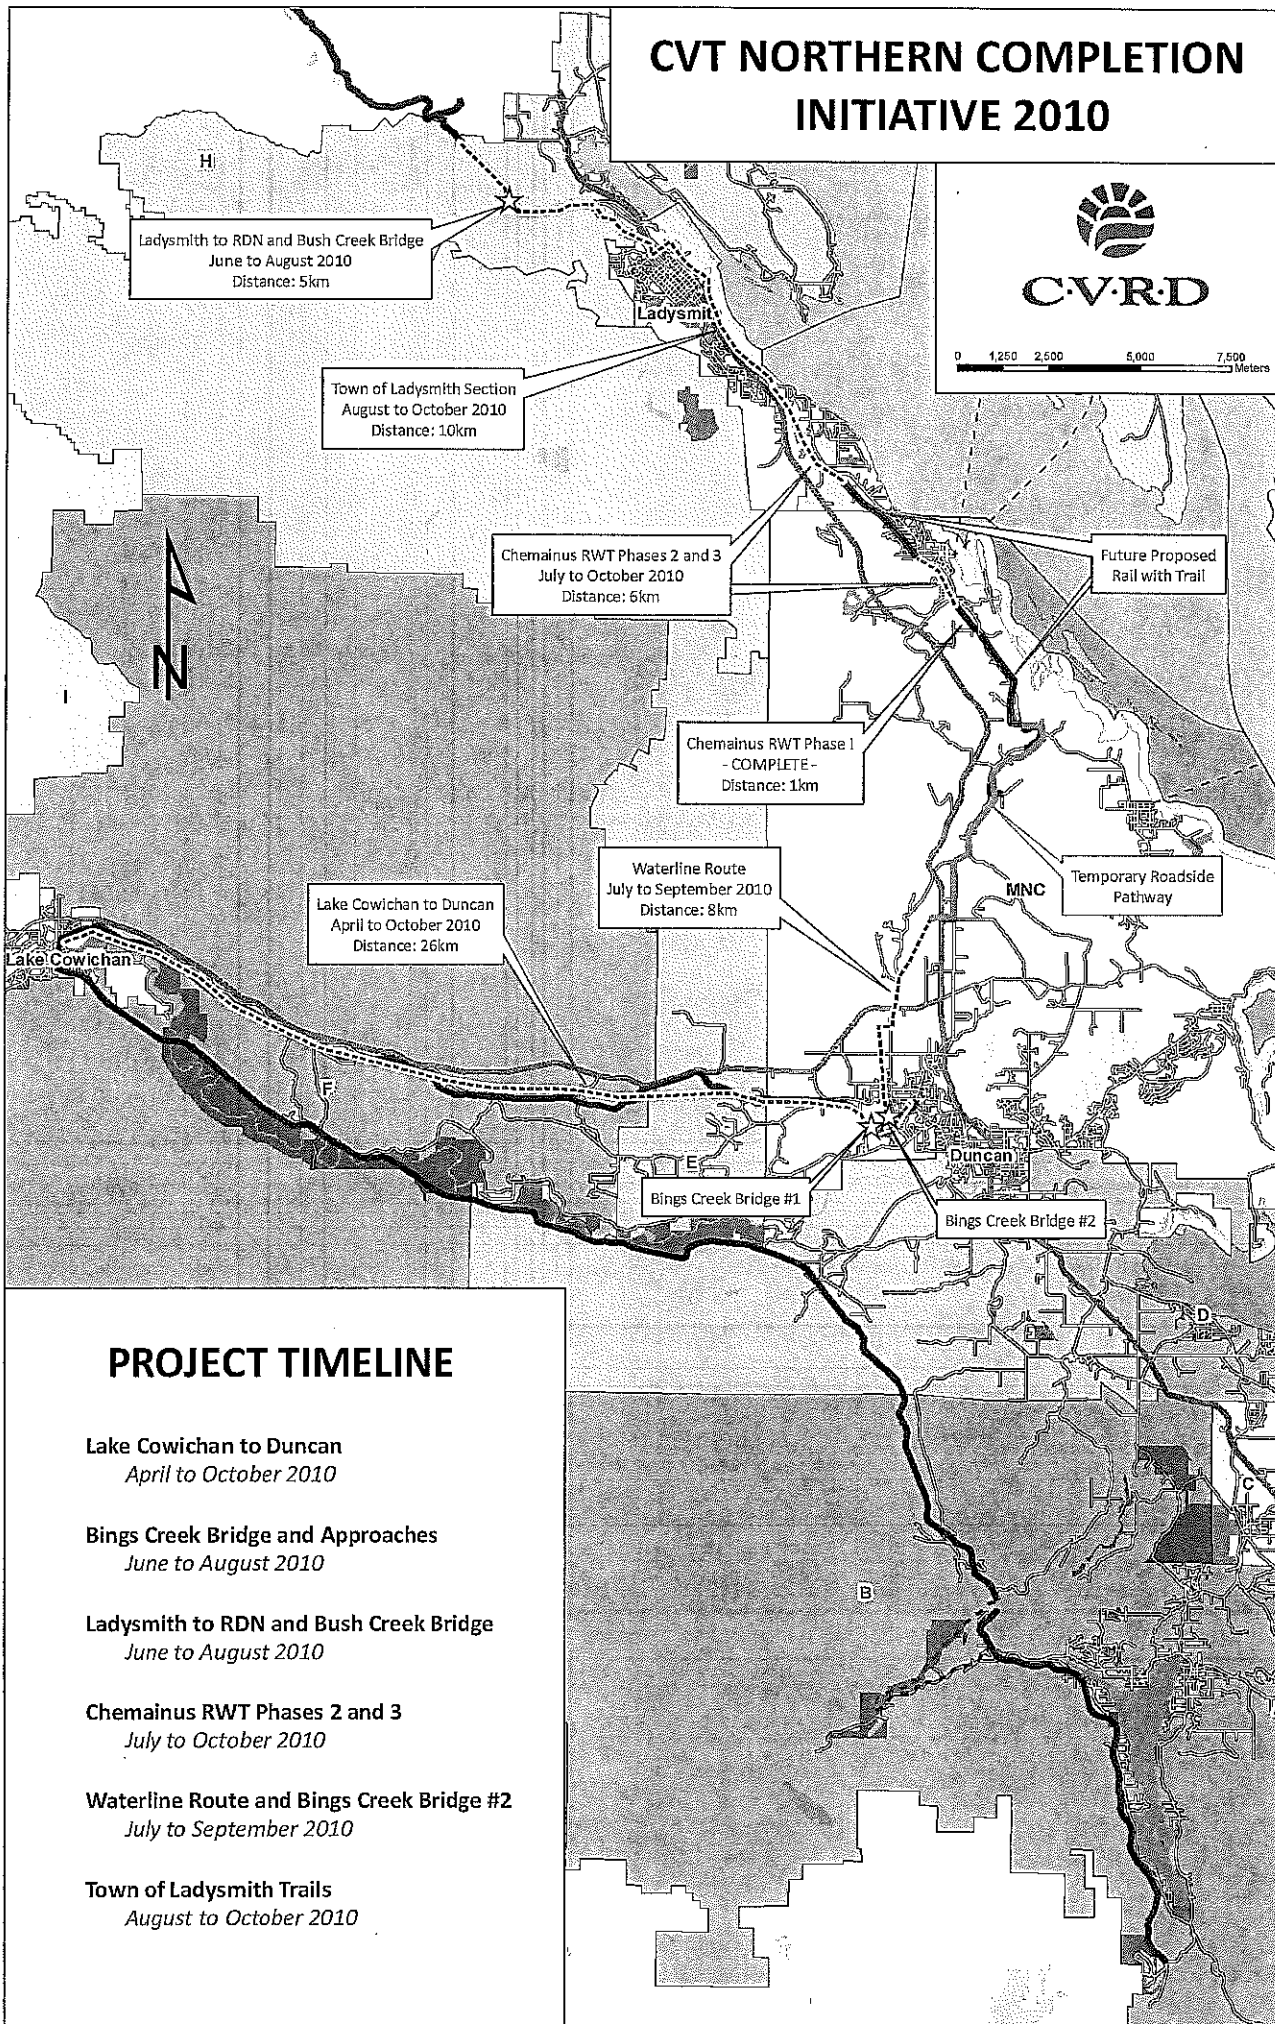 CVT NORTHERN COMPLETION
INITIATIVE 2010
C·V·R·D
0 1,250 2,500 5,000 7,500
Meters
H
Ladysmith to RDN and Bush Creek Bridge
June to August 2010
Distance: 5km
Ladysmit
Town of Ladysmith Section
August to October 2010
Distance: 10km
Chemainus RWT Phases 2 and 3
July to October 2010
Distance: 6km
Future Proposed
Rail with Trail
N
I
Chemainus RWT Phase I
- COMPLETE -
Distance: 1km
Waterline Route
July to September 2010
Distance: 8km
Temporary Roadside
Pathway
MNC
Lake Cowichan to Duncan
April to October 2010
Distance: 26km
Lake Cowichan
F
E
Duncan
Bings Creek Bridge #1
Bings Creek Bridge #2
D
C
B
PROJECT TIMELINE
Lake Cowichan to Duncan
April to October 2010
Bings Creek Bridge and Approaches
June to August 2010
Ladysmith to RDN and Bush Creek Bridge
June to August 2010
Chemainus RWT Phases 2 and 3
July to October 2010
Waterline Route and Bings Creek Bridge #2
July to September 2010
Town of Ladysmith Trails
August to October 2010